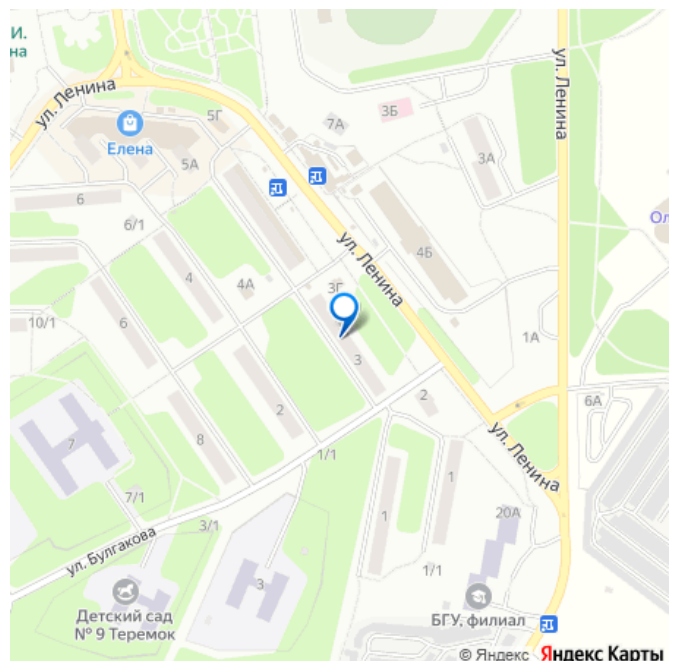 И.
на
ул. Ленина
Елена
5Г
7А
3Б
ул. Ленина
5А
3А
6
6/1
4Б
Ол
4
4А
3Г
ул. Ленина
10/1
6
3
1А
2
2
6А
7
8
1/1
ул. Ленина
7/1
1
1
3/1
20А
ул. Булгакова
3
1/1
Детский сад
№ 9 Теремок
БГУ, филиал
© Яндекс Яндекс Карты